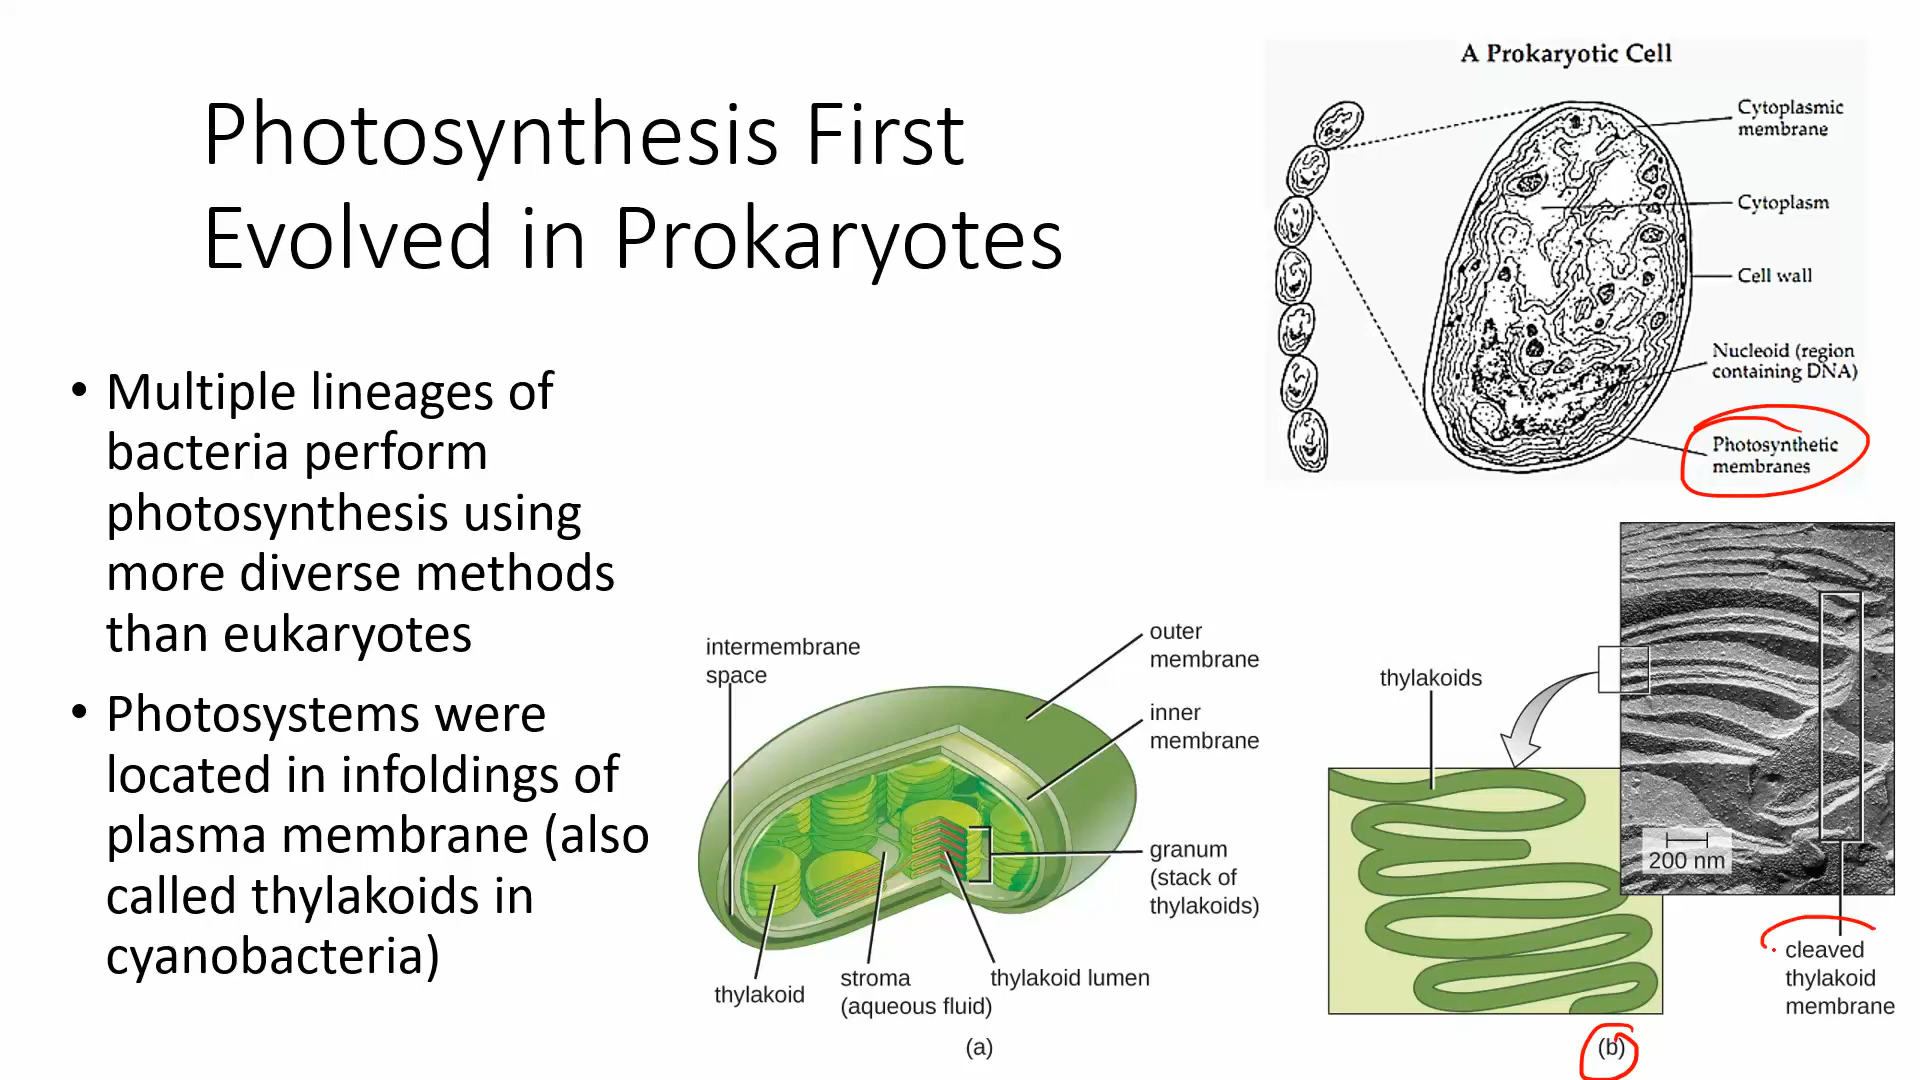 Photosynthesis First
Evolved in Prokaryotes
• Multiple lineages of
bacteria perform
photosynthesis using
more diverse methods
than eukaryotes
• Photosystems were
located in infoldings of
plasma membrane (also
called thylakoids in
cyanobacteria)
A Prokaryotic Cell
Cytoplasmic
membrane
Cytoplasm
Cell wall
Nucleoid (region
containing DNA)
Photosynthetic
membranes
intermembrane
space
outer
membrane
inner
membrane
granum
(stack of
thylakoids)
thylakoid
stroma
(aqueous fluid)
thylakoid lumen
(a)
thylakoids
200 nm
cleaved
thylakoid
membrane
(b)